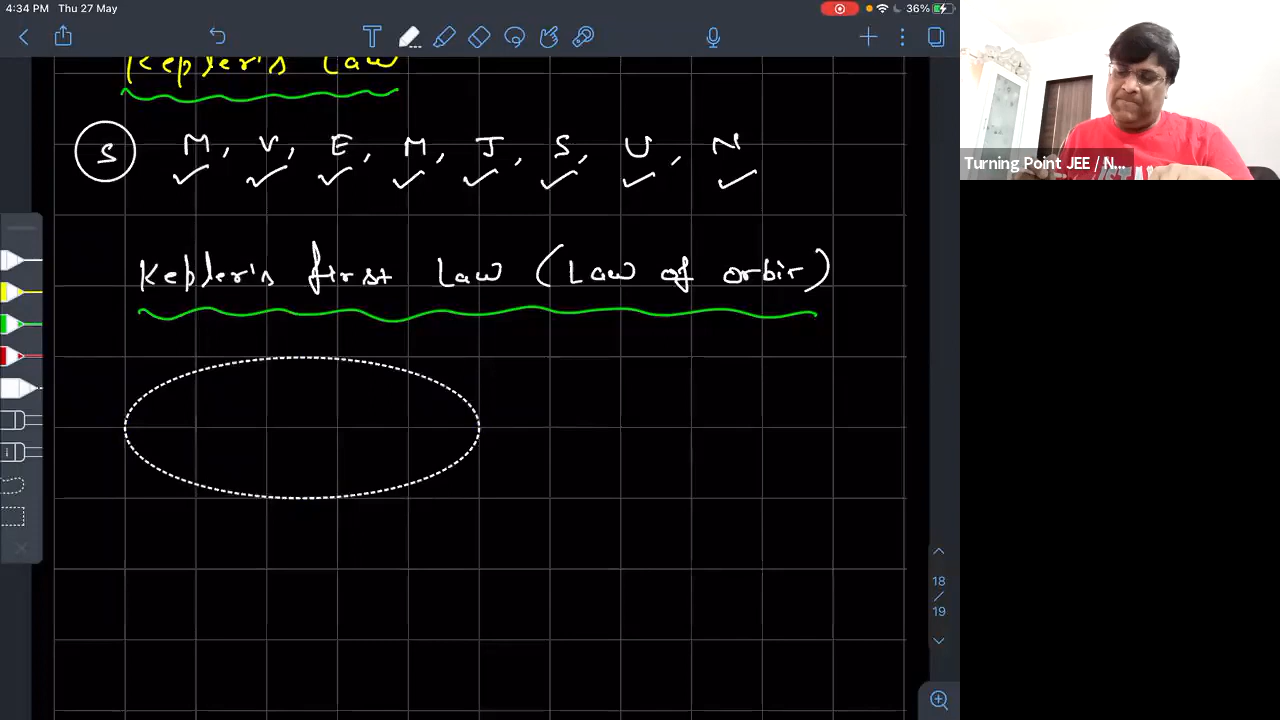 4:34 PM Thu 27 May
36%
Kepler's Law
S M, V, E, M, J, S, U, N
Kepler's first Law (Law of orbit)
Turning Point JEE / N...
18
/
19